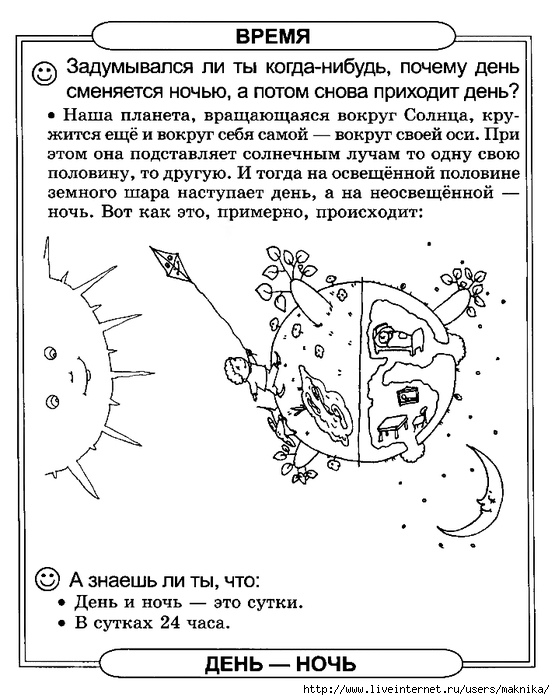 ВРЕМЯ
Задумывался ли ты когда-нибудь, почему день
сменяется ночью, а потом снова приходит день?
• Наша планета, вращающаяся вокруг Солнца, кру-
жится ещё и вокруг себя самой — вокруг своей оси. При
этом она подставляет солнечным лучам то одну свою
половину, то другую. И тогда на освещённой половине
земного шара наступает день, а на неосвещённой —
ночь. Вот как это, примерно, происходит:
А знаешь ли ты, что:
• День и ночь — это сутки.
• В сутках 24 часа.
ДЕНЬ — НОЧЬ
http://www.liveinternet.ru/users/maknika/